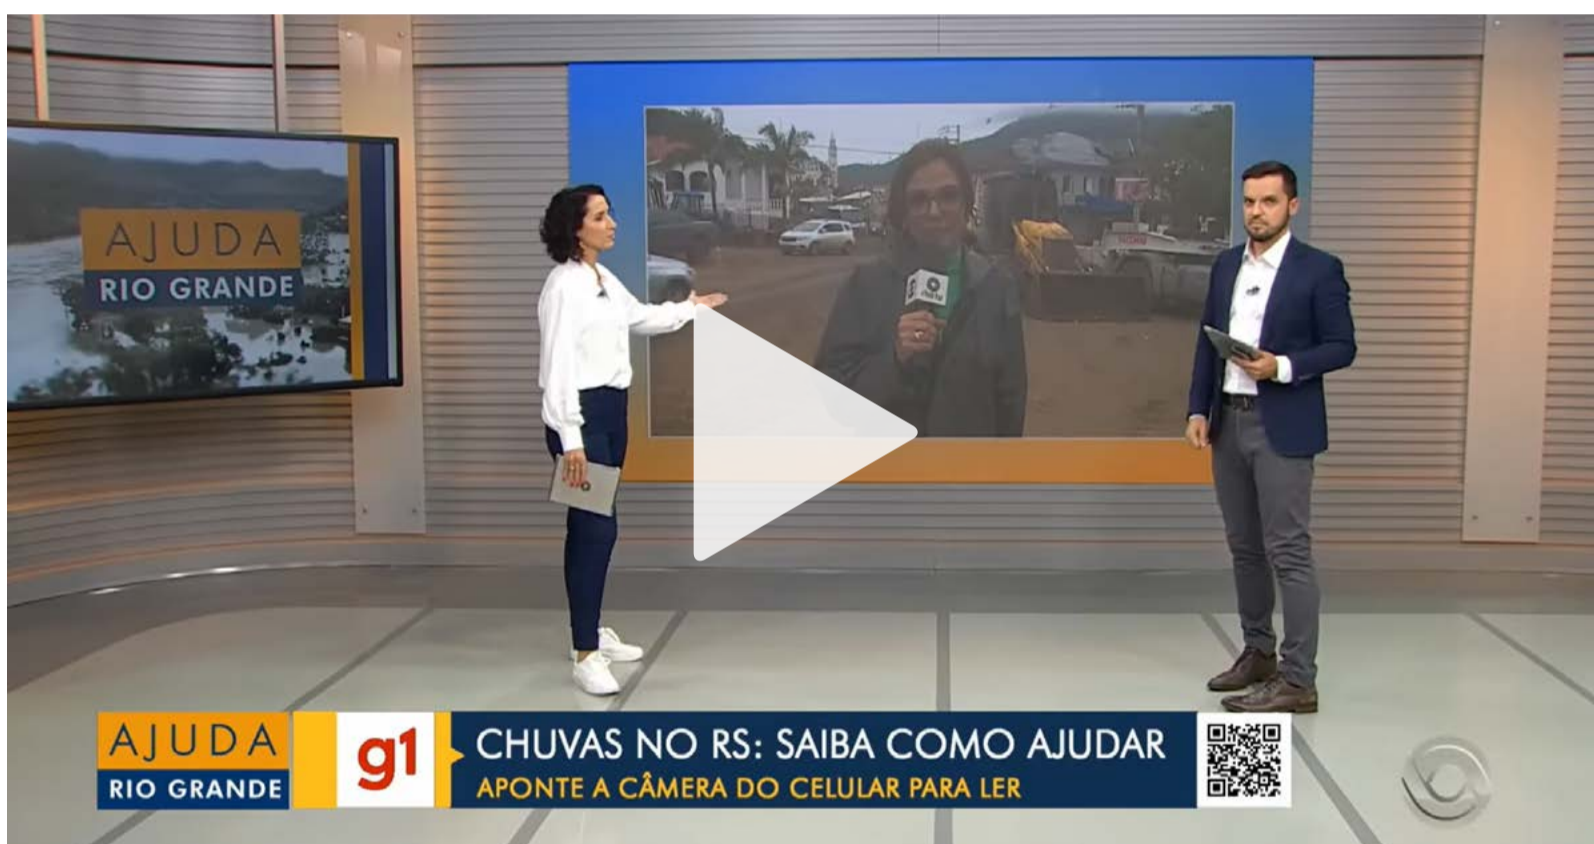 AJUDA
RIO GRANDE
AJUDA
RIO GRANDE
g1
CHUVAS NO RS: SAIBA COMO AJUDAR
APONTE A CÂMERA DO CELULAR PARA LER